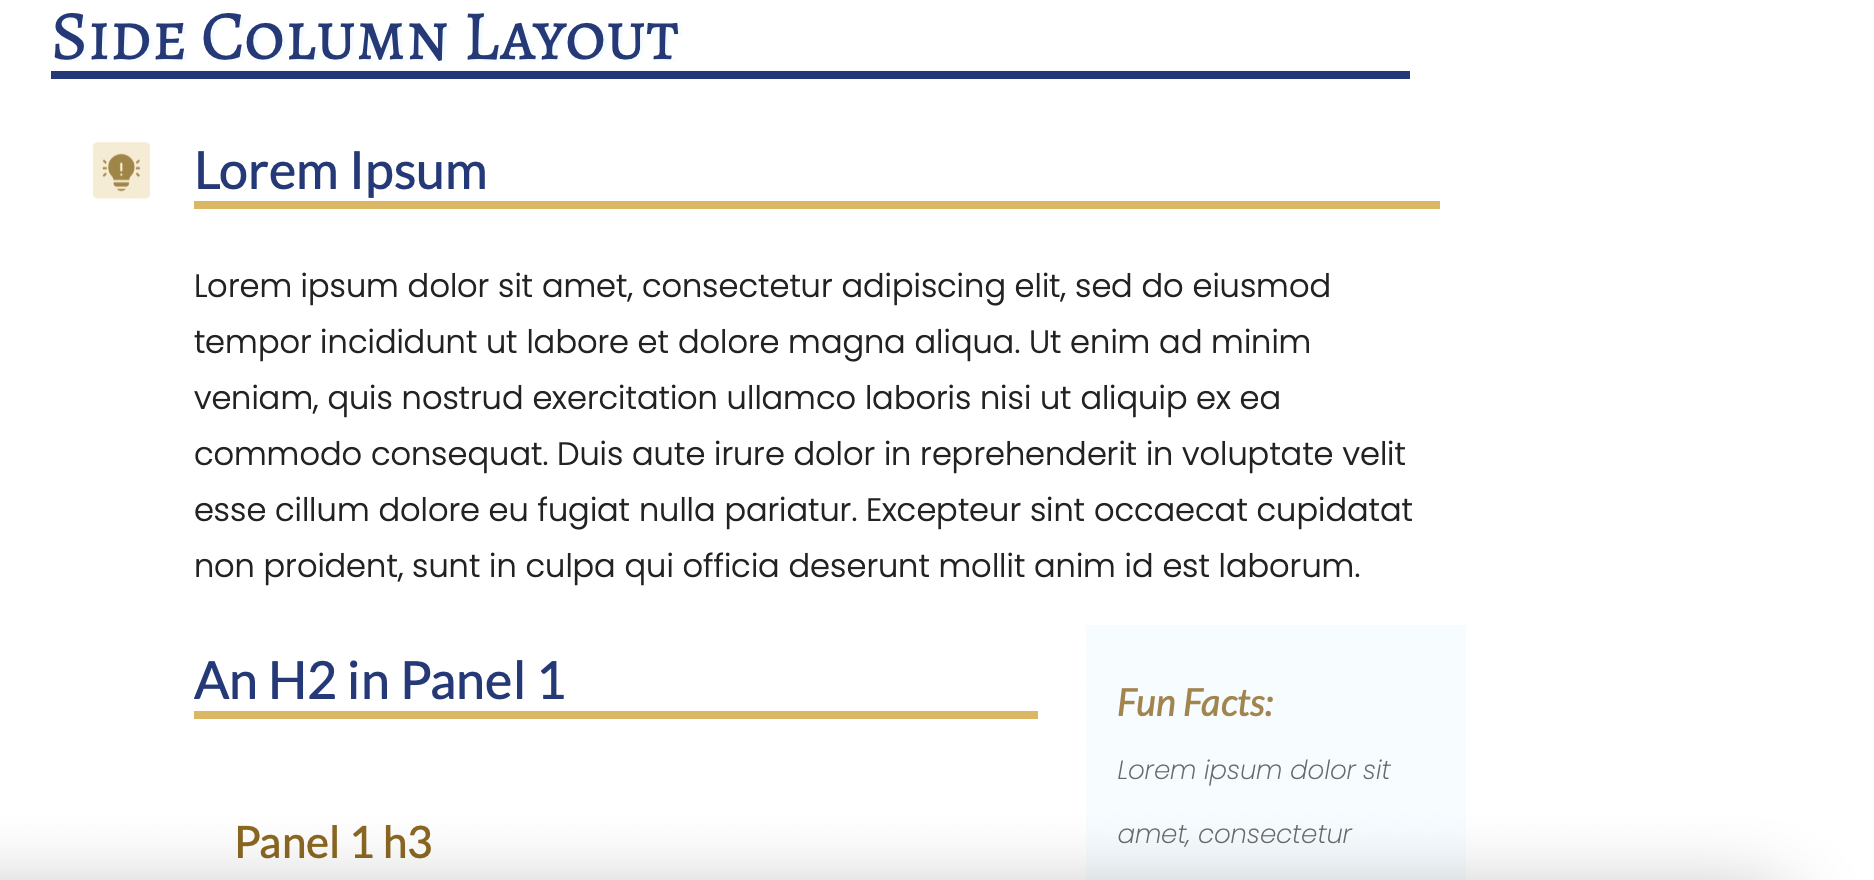 Side Column Layout
Lorem Ipsum
Lorem ipsum dolor sit amet, consectetur adipiscing elit, sed do eiusmod
tempor incididunt ut labore et dolore magna aliqua. Ut enim ad minim
veniam, quis nostrud exercitation ullamco laboris nisi ut aliquip ex ea
commodo consequat. Duis aute irure dolor in reprehenderit in voluptate velit
esse cillum dolore eu fugiat nulla pariatur. Excepteur sint occaecat cupidatat
non proident, sunt in culpa qui officia deserunt mollit anim id est laborum.
An H2 in Panel 1
Panel 1 h3
Fun Facts:
Lorem ipsum dolor sit
amet, consectetur